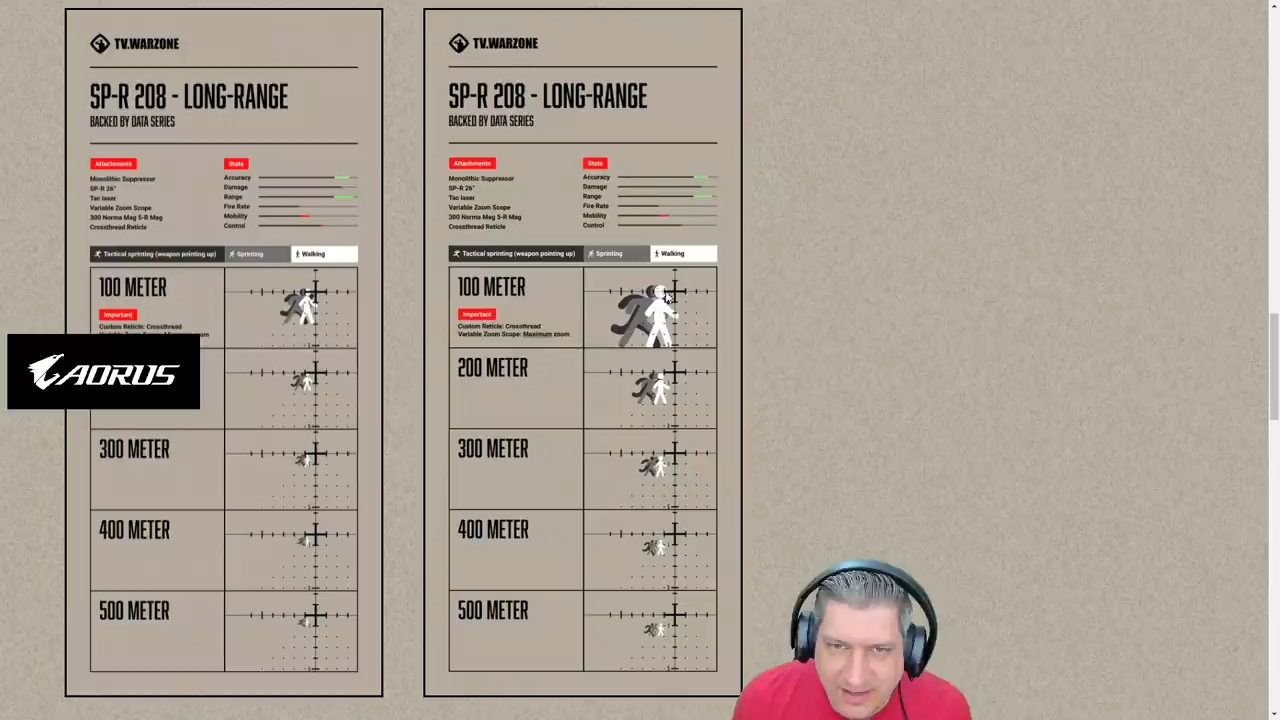 TV.WARZONE
SP-R 208 - LONG-RANGE
BACKED BY DATA SERIES
Attachments
Monolithic Suppressor
SP-R 26"
Tac laser
Variable Zoom Scope
300 Norma Mag 5-R Mag
Crossthread Reticle
Stats
Accuracy
Damage
Range
Fire Rate
Mobility
Control
Tactical sprinting (weapon pointing up)
Sprinting
Walking
100 METER
Important
Custom Reticle: Crossthread
zoom
AORUS
300 METER
400 METER
500 METER
TV.WARZONE
SP-R 208 - LONG-RANGE
BACKED BY DATA SERIES
Attachments
Monolithic Suppressor
SP-R 26"
Tac laser
Variable Zoom Scope
300 Norma Mag 5-R Mag
Crossthread Reticle
Stats
Accuracy
Damage
Range
Fire Rate
Mobility
Control
Tactical sprinting (weapon pointing up)
Sprinting
Walking
100 METER
Important
Custom Reticle: Crossthread
Variable Zoom Scope: Maximum zoom
200 METER
300 METER
400 METER
500 METER